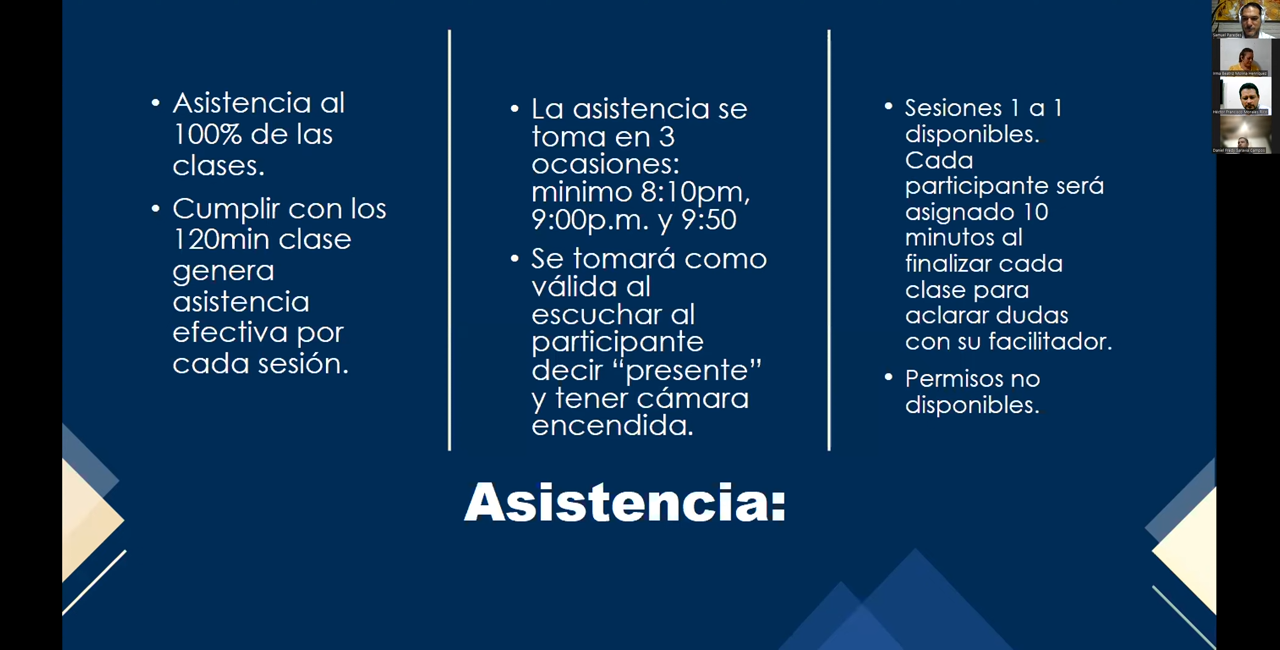 • Asistencia al
100% de las
clases.
• Cumplir con los
120min clase
genera
asistencia
efectiva por
cada sesión.
• La asistencia se
toma en 3
ocasiones:
minimo 8:10pm,
9:00p.m. y 9:50
• Se tomará como
válida al
escuchar al
participante
decir “presente”
y tener cámara
encendida.
• Sesiones 1 a 1
disponibles.
Cada
participante será
asignado 10
minutos al
finalizar cada
clase para
aclarar dudas
con su facilitador.
• Permisos no
disponibles.
Asistencia:
Samuel Paredes